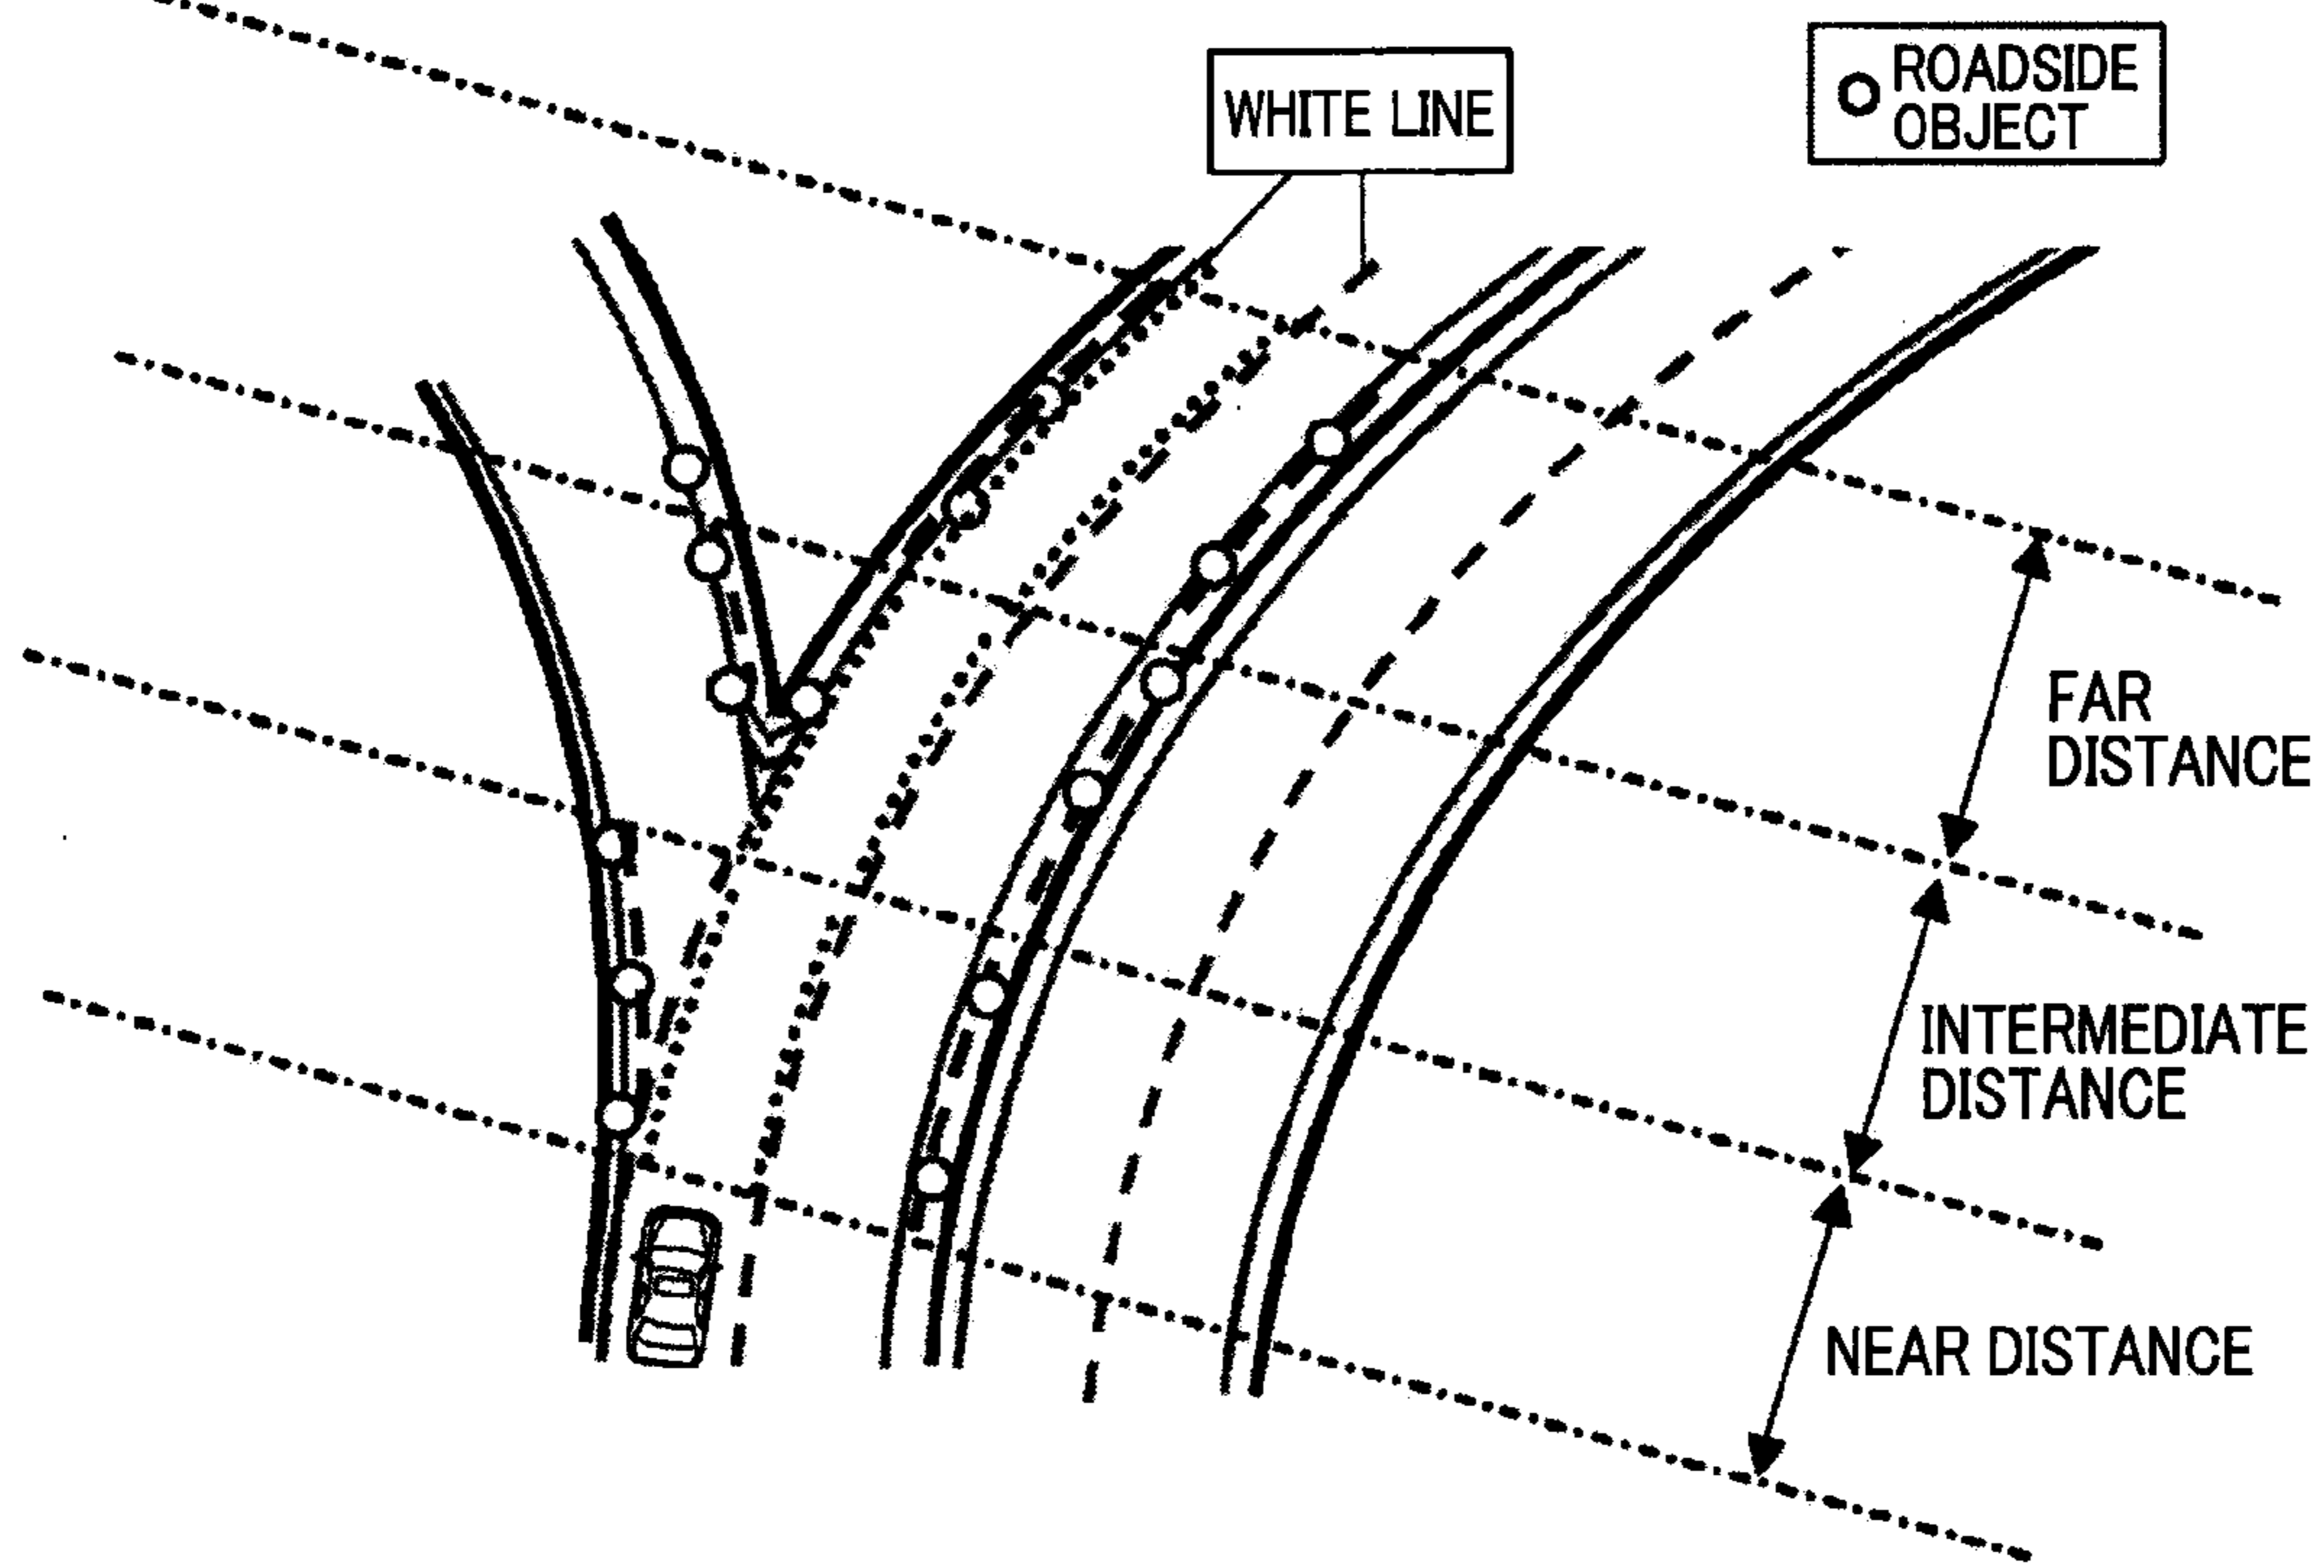 WHITE LINE
ROADSIDE
OBJECT
FAR
DISTANCE
INTERMEDIATE
DISTANCE
NEAR DISTANCE